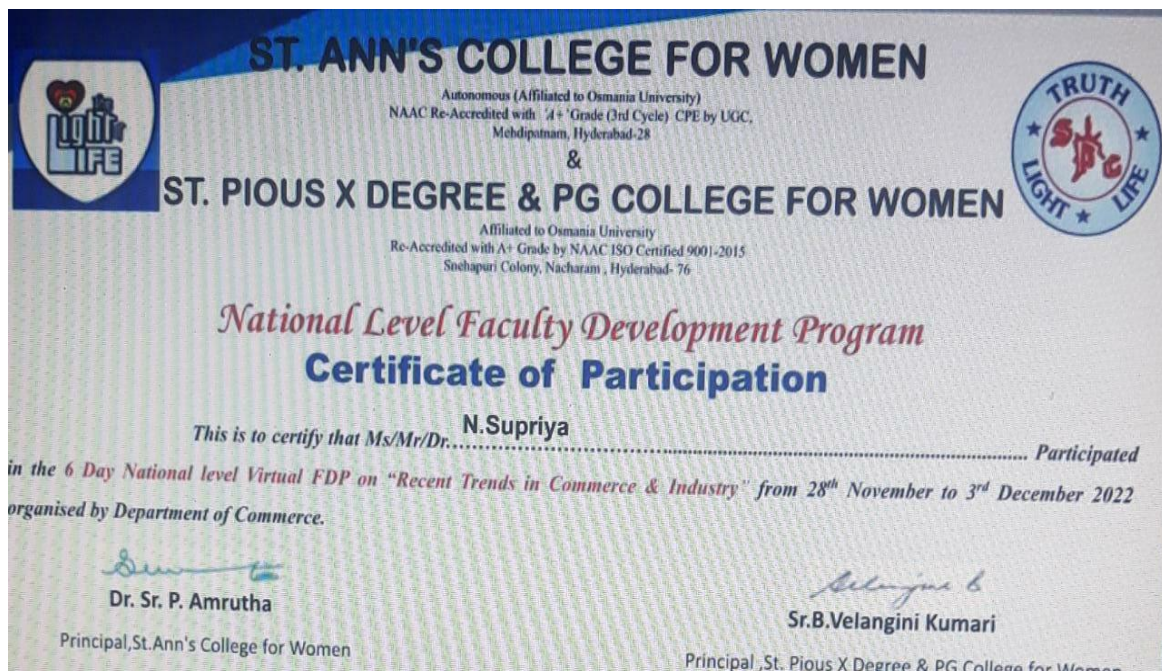 ST. ANN'S COLLEGE FOR WOMEN
Autonomous (Affiliated to Osmania University)
NAAC Re-Accredited with 'A+ 'Grade (3rd Cycle) CPE by UGC,
Mehdipatnam, Hyderabad-28
&
ST. PIOUS X DEGREE & PG COLLEGE FOR WOMEN
Affiliated to Osmania University
Re-Accredited with A+ Grade by NAAC ISO Certified 9001-2015
Snehapuri Colony, Nacharam , Hyderabad- 76
the
Light of
LIFE
TRUTH
SPC
LIGHT LIFE
National Level Faculty Development Program
Certificate of Participation
This is to certify that Ms/Mr/Dr. N.Supriya Participated
in the 6 Day National level Virtual FDP on “Recent Trends in Commerce & Industry” from 28th November to 3rd December 2022
organised by Department of Commerce.
Dr. Sr. P. Amrutha
Principal,St.Ann's College for Women
Sr.B.Velangini Kumari
Principal ,St. Pious X Degree & PG College for Women